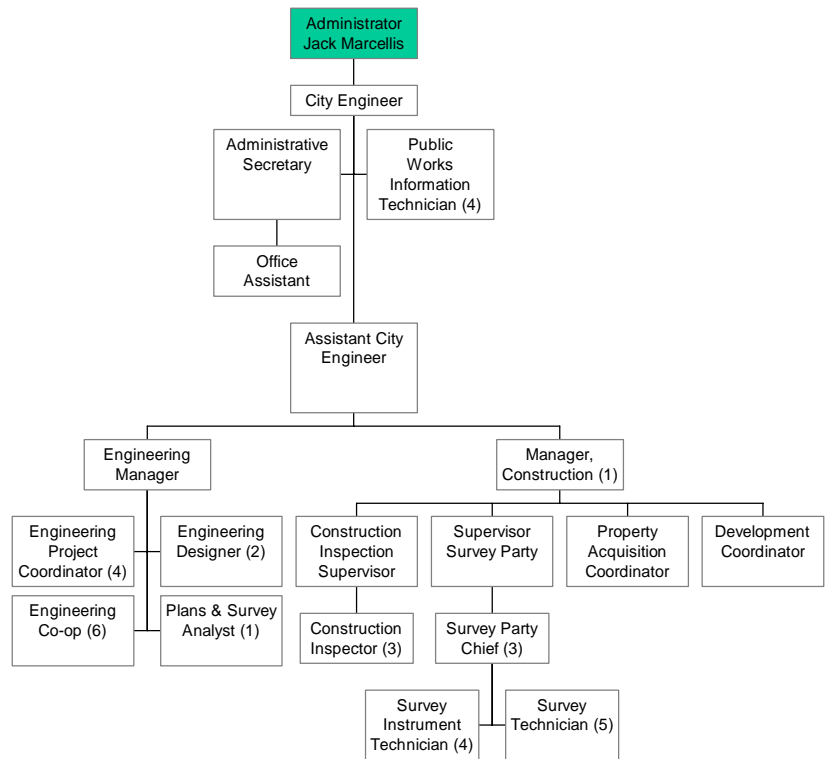 Administrator
Jack Marcellis
City Engineer
Administrative
Secretary
Public
Works
Information
Technician (4)
Office
Assistant
Assistant City
Engineer
Engineering
Manager
Manager,
Construction (1)
Engineering
Project
Coordinator (4)
Engineering
Designer (2)
Construction
Inspection
Supervisor
Supervisor
Survey Party
Property
Acquisition
Coordinator
Development
Coordinator
Engineering
Co-op (6)
Plans & Survey
Analyst (1)
Construction
Inspector (3)
Survey Party
Chief (3)
Survey
Instrument
Technician (4)
Survey
Technician (5)